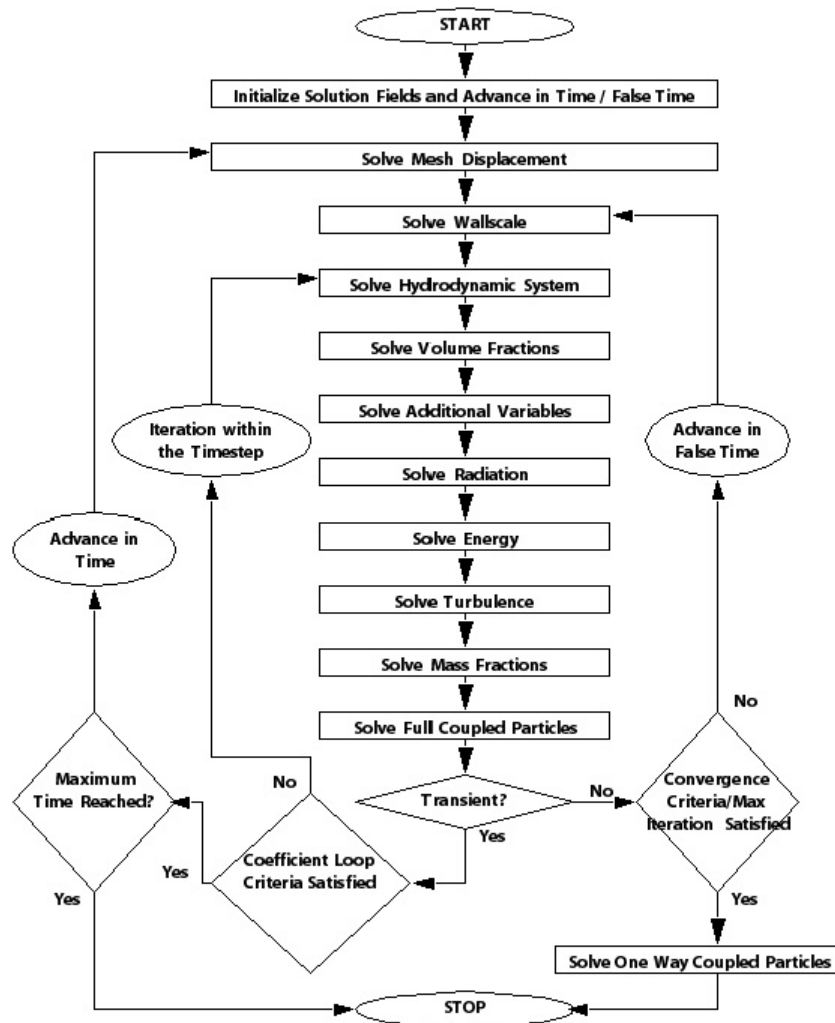 START
Initialize Solution Fields and Advance in Time / False Time
Solve Mesh Displacement
Solve Wallscale
Solve Hydrodynamic System
Solve Volume Fractions
Solve Additional Variables
Iteration within
the Timestep
Advance in
False Time
Solve Radiation
Solve Energy
Advance in
Time
Solve Turbulence
Solve Mass Fractions
No
Solve Full Coupled Particles
Maximum
Time Reached?
No
Transient?
No
Convergence
Criteria/Max
Iteration Satisfied
Yes
Coefficient Loop
Criteria Satisfied
Yes
Yes
Yes
Solve One Way Coupled Particles
STOP